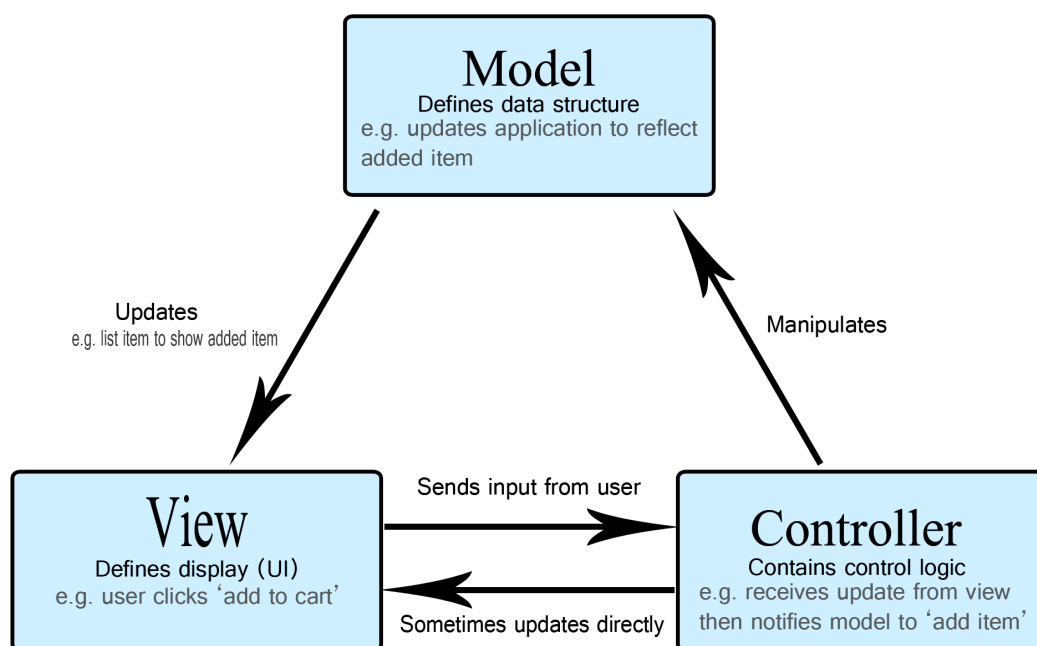 Model
Defines data structure
e.g. updates application to reflect
added item
Updates
e.g. list item to show added item
Manipulates
Sends input from user
View
Defines display (UI)
e.g. user clicks ‘add to cart’
Sometimes updates directly
Controller
Contains control logic
e.g. receives update from view
then notifies model to ‘add item’